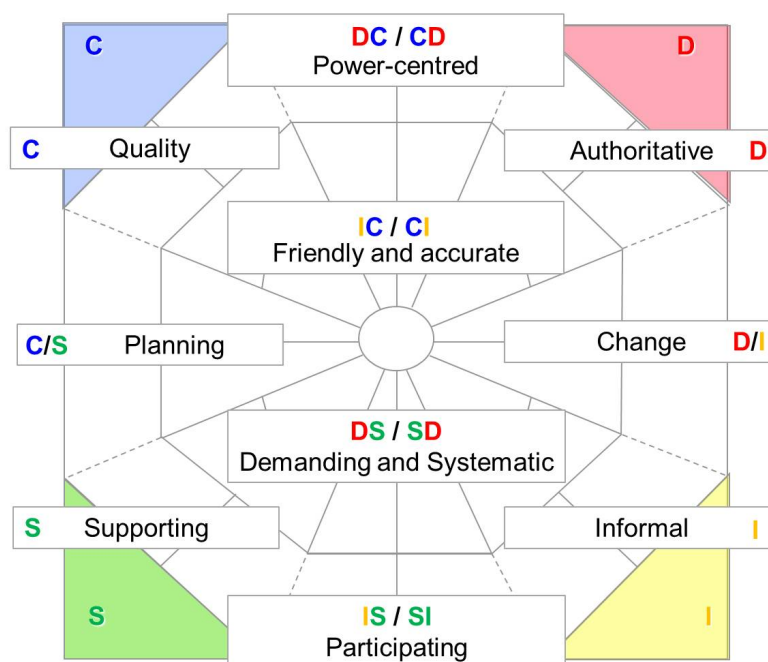 C
DC / CD
Power-centred
D
C Quality
Authoritative D
IC / CI
Friendly and accurate
C/S Planning
Change D/I
DS / SD
Demanding and Systematic
S Supporting
Informal I
S
IS / SI
Participating
I